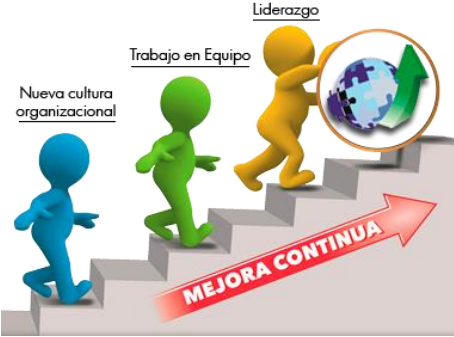 Liderazgo
Trabajo en Equipo
Nueva cultura
organizacional
MEJORA CONTINUA